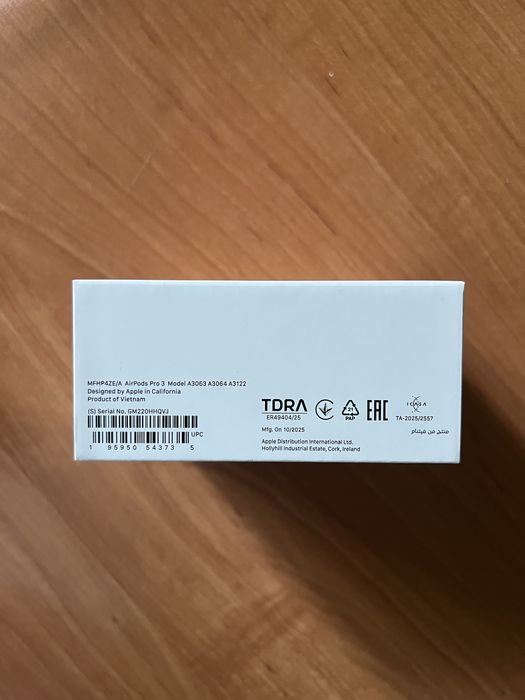 MFHP4ZE/A AirPods Pro 3 Model A3063 A3064 A3122
Designed by Apple in California
Product of Vietnam
(S) Serial No. GM220HHQVJ
UPC
1 95950 54373 5
TDRA
ER49404/25
21
PAP
EAC
ICASA
TA-2025/2557
Mfg. On 10/2025
منتج من فيتنام
Apple Distribution International Ltd.
Hollyhill Industrial Estate, Cork, Ireland